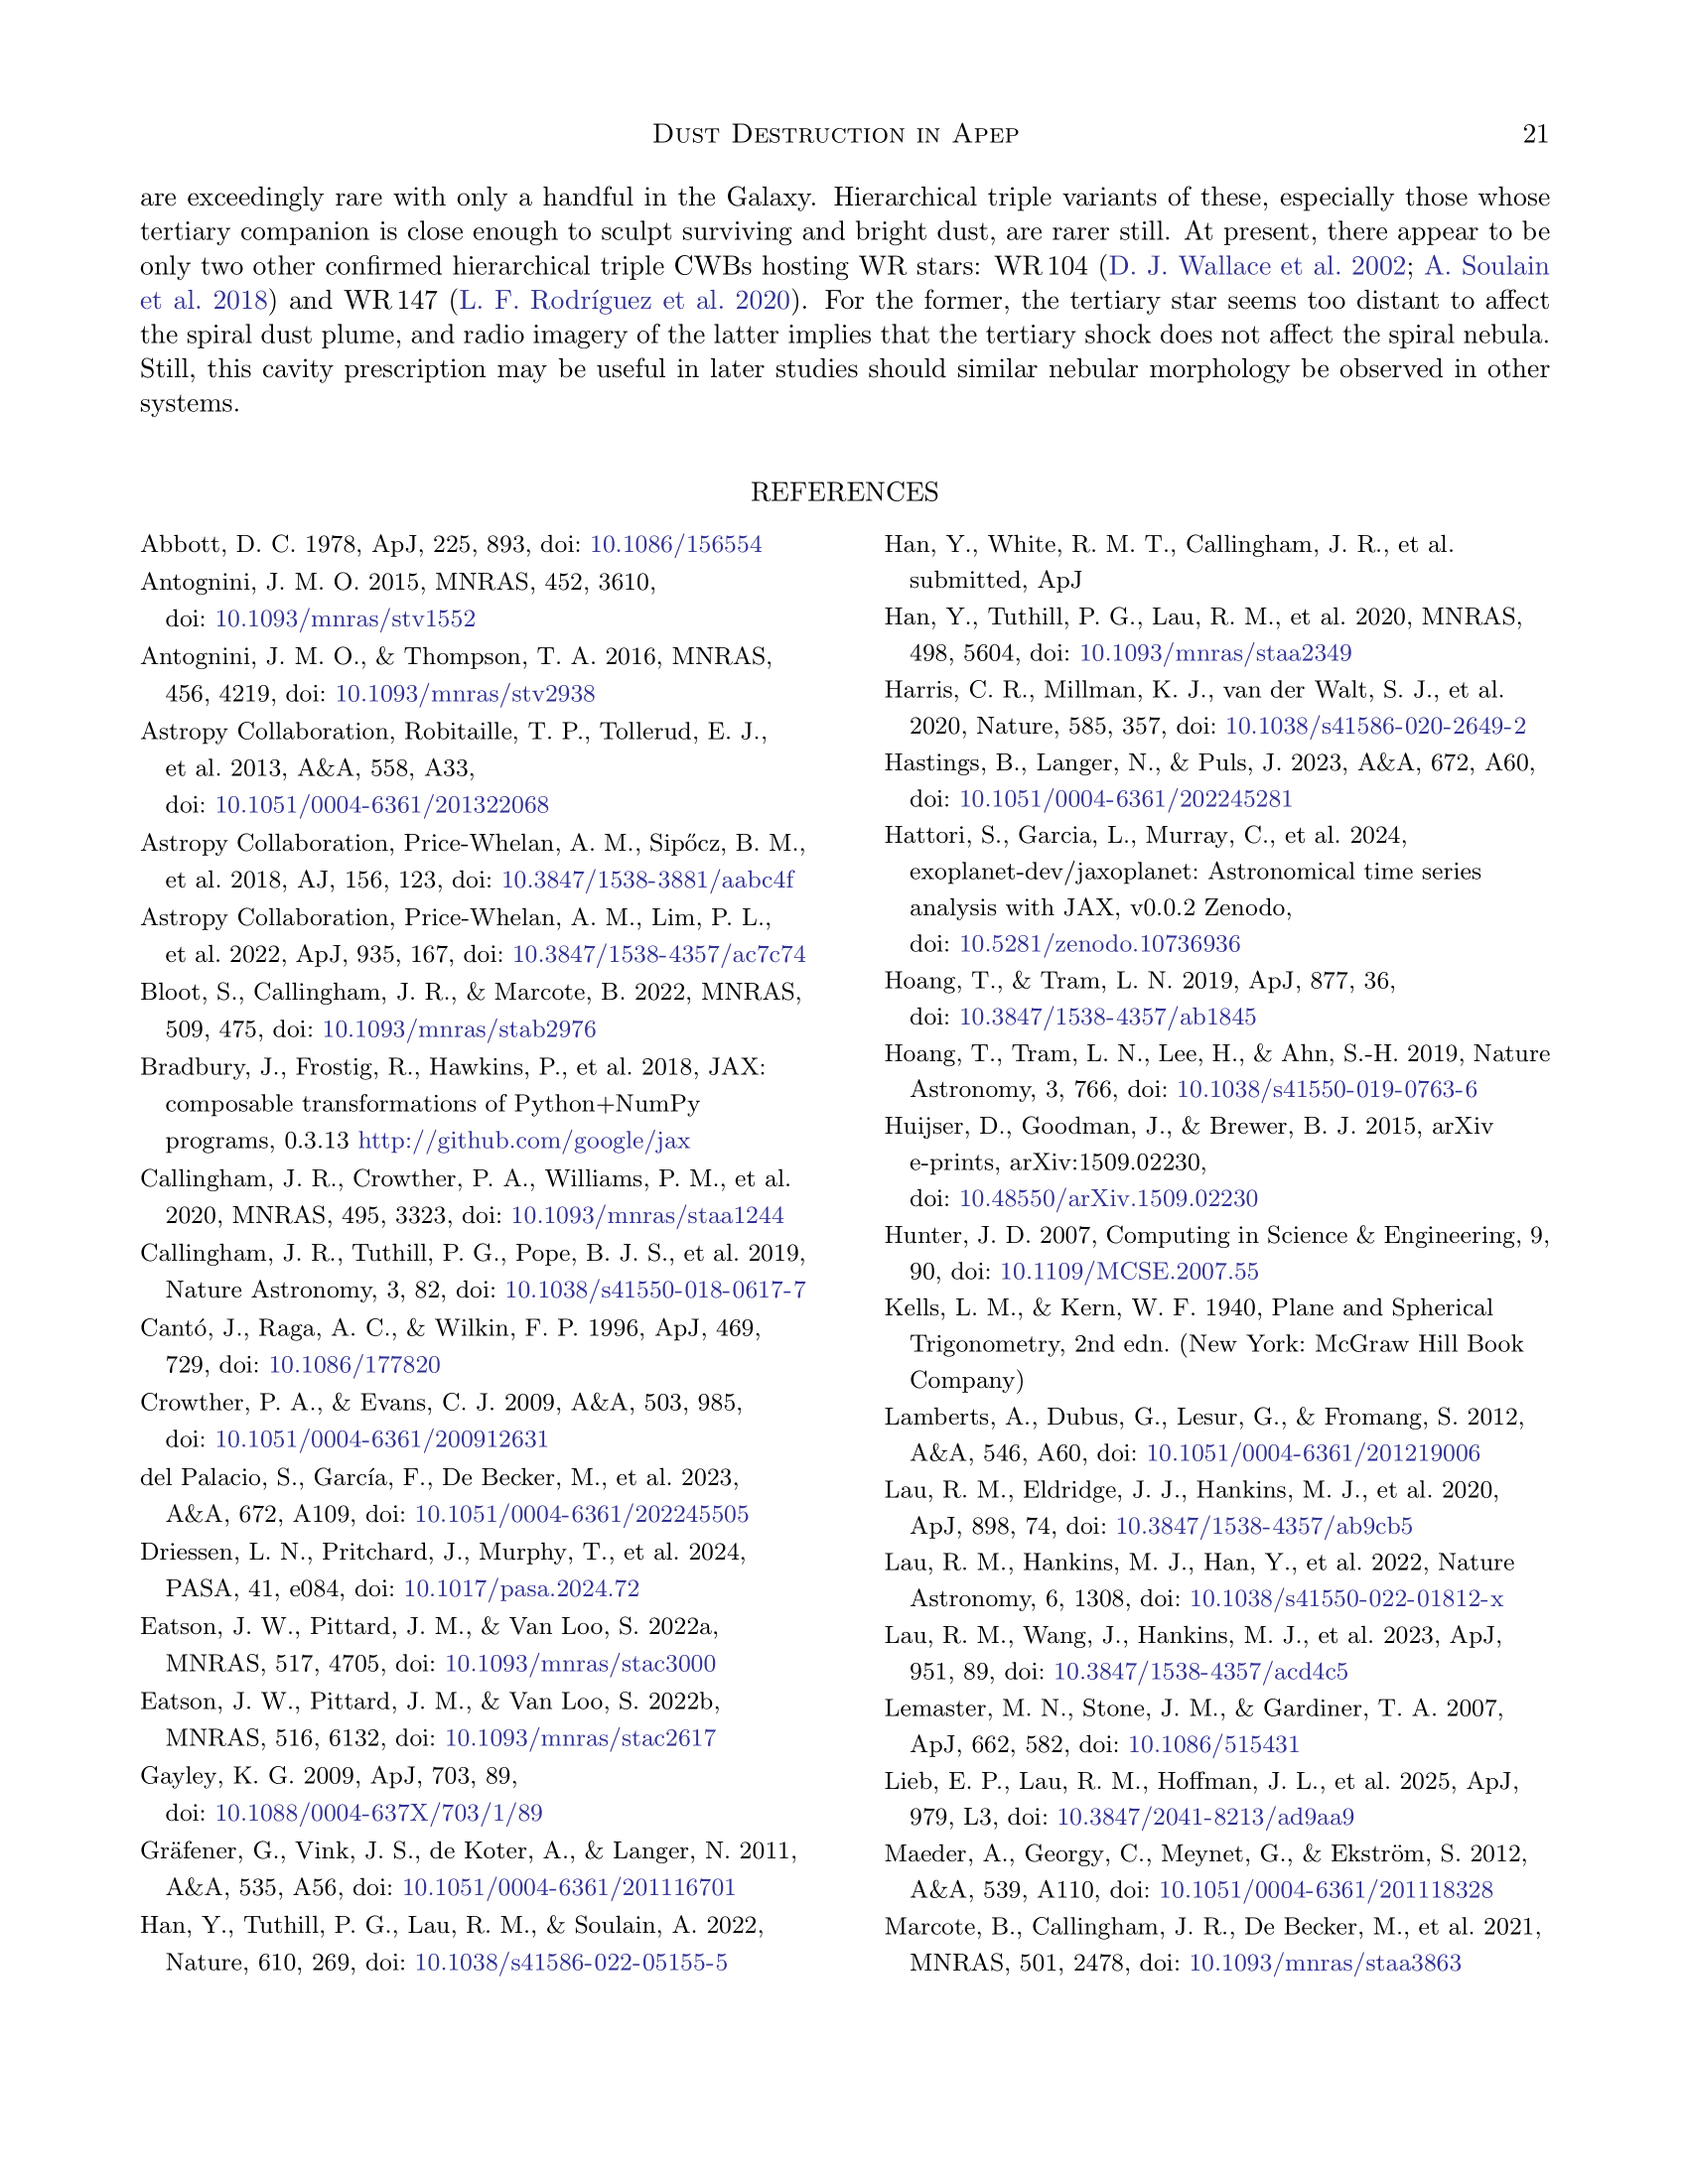 Dust Destruction in Apep
21
are exceedingly rare with only a handful in the Galaxy. Hierarchical triple variants of these, especially those whose
tertiary companion is close enough to sculpt surviving and bright dust, are rarer still. At present, there appear to be
only two other confirmed hierarchical triple CWBs hosting WR stars: WR 104 (D. J. Wallace et al. 2002; A. Soulain
et al. 2018) and WR 147 (L. F. Rodríguez et al. 2020). For the former, the tertiary star seems too distant to affect
the spiral dust plume, and radio imagery of the latter implies that the tertiary shock does not affect the spiral nebula.
Still, this cavity prescription may be useful in later studies should similar nebular morphology be observed in other
systems.
REFERENCES
Abbott, D. C. 1978, ApJ, 225, 893, doi: 10.1086/156554
Antognini, J. M. O. 2015, MNRAS, 452, 3610,
doi: 10.1093/mnras/stv1552
Antognini, J. M. O., & Thompson, T. A. 2016, MNRAS,
456, 4219, doi: 10.1093/mnras/stv2938
Astropy Collaboration, Robitaille, T. P., Tollerud, E. J.,
et al. 2013, A&A, 558, A33,
doi: 10.1051/0004-6361/201322068
Astropy Collaboration, Price-Whelan, A. M., Sipőcz, B. M.,
et al. 2018, AJ, 156, 123, doi: 10.3847/1538-3881/aabc4f
Astropy Collaboration, Price-Whelan, A. M., Lim, P. L.,
et al. 2022, ApJ, 935, 167, doi: 10.3847/1538-4357/ac7c74
Bloot, S., Callingham, J. R., & Marcote, B. 2022, MNRAS,
509, 475, doi: 10.1093/mnras/stab2976
Bradbury, J., Frostig, R., Hawkins, P., et al. 2018, JAX:
composable transformations of Python+NumPy
programs, 0.3.13 http://github.com/google/jax
Callingham, J. R., Crowther, P. A., Williams, P. M., et al.
2020, MNRAS, 495, 3323, doi: 10.1093/mnras/staa1244
Callingham, J. R., Tuthill, P. G., Pope, B. J. S., et al. 2019,
Nature Astronomy, 3, 82, doi: 10.1038/s41550-018-0617-7
Cantó, J., Raga, A. C., & Wilkin, F. P. 1996, ApJ, 469,
729, doi: 10.1086/177820
Crowther, P. A., & Evans, C. J. 2009, A&A, 503, 985,
doi: 10.1051/0004-6361/200912631
del Palacio, S., García, F., De Becker, M., et al. 2023,
A&A, 672, A109, doi: 10.1051/0004-6361/202245505
Driessen, L. N., Pritchard, J., Murphy, T., et al. 2024,
PASA, 41, e084, doi: 10.1017/pasa.2024.72
Eatson, J. W., Pittard, J. M., & Van Loo, S. 2022a,
MNRAS, 517, 4705, doi: 10.1093/mnras/stac3000
Eatson, J. W., Pittard, J. M., & Van Loo, S. 2022b,
MNRAS, 516, 6132, doi: 10.1093/mnras/stac2617
Gayley, K. G. 2009, ApJ, 703, 89,
doi: 10.1088/0004-637X/703/1/89
Gräfener, G., Vink, J. S., de Koter, A., & Langer, N. 2011,
A&A, 535, A56, doi: 10.1051/0004-6361/201116701
Han, Y., Tuthill, P. G., Lau, R. M., & Soulain, A. 2022,
Nature, 610, 269, doi: 10.1038/s41586-022-05155-5
Han, Y., White, R. M. T., Callingham, J. R., et al.
submitted, ApJ
Han, Y., Tuthill, P. G., Lau, R. M., et al. 2020, MNRAS,
498, 5604, doi: 10.1093/mnras/staa2349
Harris, C. R., Millman, K. J., van der Walt, S. J., et al.
2020, Nature, 585, 357, doi: 10.1038/s41586-020-2649-2
Hastings, B., Langer, N., & Puls, J. 2023, A&A, 672, A60,
doi: 10.1051/0004-6361/202245281
Hattori, S., Garcia, L., Murray, C., et al. 2024,
exoplanet-dev/jaxoplanet: Astronomical time series
analysis with JAX, v0.0.2 Zenodo,
doi: 10.5281/zenodo.10736936
Hoang, T., & Tram, L. N. 2019, ApJ, 877, 36,
doi: 10.3847/1538-4357/ab1845
Hoang, T., Tram, L. N., Lee, H., & Ahn, S.-H. 2019, Nature
Astronomy, 3, 766, doi: 10.1038/s41550-019-0763-6
Huijser, D., Goodman, J., & Brewer, B. J. 2015, arXiv
e-prints, arXiv:1509.02230,
doi: 10.48550/arXiv.1509.02230
Hunter, J. D. 2007, Computing in Science & Engineering, 9,
90, doi: 10.1109/MCSE.2007.55
Kells, L. M., & Kern, W. F. 1940, Plane and Spherical
Trigonometry, 2nd edn. (New York: McGraw Hill Book
Company)
Lamberts, A., Dubus, G., Lesur, G., & Fromang, S. 2012,
A&A, 546, A60, doi: 10.1051/0004-6361/201219006
Lau, R. M., Eldridge, J. J., Hankins, M. J., et al. 2020,
ApJ, 898, 74, doi: 10.3847/1538-4357/ab9cb5
Lau, R. M., Hankins, M. J., Han, Y., et al. 2022, Nature
Astronomy, 6, 1308, doi: 10.1038/s41550-022-01812-x
Lau, R. M., Wang, J., Hankins, M. J., et al. 2023, ApJ,
951, 89, doi: 10.3847/1538-4357/acd4c5
Lemaster, M. N., Stone, J. M., & Gardiner, T. A. 2007,
ApJ, 662, 582, doi: 10.1086/515431
Lieb, E. P., Lau, R. M., Hoffman, J. L., et al. 2025, ApJ,
979, L3, doi: 10.3847/2041-8213/ad9aa9
Maeder, A., Georgy, C., Meynet, G., & Ekström, S. 2012,
A&A, 539, A110, doi: 10.1051/0004-6361/201118328
Marcote, B., Callingham, J. R., De Becker, M., et al. 2021,
MNRAS, 501, 2478, doi: 10.1093/mnras/staa3863